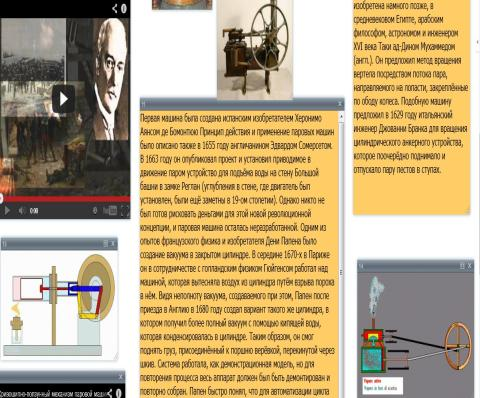 изобретена намного позже, в
средневековом Египте, арабским
философом, астрономом и инженером
XVI века Таки ад-Дином Мухаммедом
(англ.). Он предложил метод вращения
вертела посредством потока пара,
направляемого на лопасти, закреплённые
по ободу колеса. Подобную машину
предложил в 1629 году итальянский
инженер Джованни Бранка для вращения
цилиндрического анкерного устройства,
которое поочерёдно поднимало и
отпускало пару пестов в ступах.
Первая машина была создана испанским изобретателем Херонимо
Аянсом де Бомонтюо Принцип действия и применение паровых машин
было описано также в 1655 году англичанином Эдвардом Сомерсетом.
В 1663 году он опубликовал проект и установил приводимое в
движение паром устройство для подъёма воды на стену Большой
башни в замке Реглан (углубления в стене, где двигатель был
установлен, были ещё заметны в 19-ом столетии). Однако никто не
был готов рисковать деньгами для этой новой революционной
концепции, и паровая машина осталась неразработанной. Одним из
опытов французского физика и изобретателя Дени Папена было
создание вакуума в закрытом цилиндре. В середине 1670-х в Париже
он в сотрудничестве с голландским физиком Гюйгенсом работал над
машиной, которая вытесняла воздух из цилиндра путём взрыва пороха
в нём. Видя неполноту вакуума, создаваемого при этом, Папен после
приезда в Англию в 1680 году создал вариант такого же цилиндра, в
котором получил более полный вакуум с помощью кипящей воды,
которая конденсировалась в цилиндре. Таким образом, он смог
поднять груз, присоединённый к поршню верёвкой, перекинутой через
шкив. Система работала, как демонстрационная модель, но для
повторения процесса весь аппарат должен был быть демонтирован и
повторно собран. Папен быстро понял, что для автоматизации цикла
0:00
механизм паровой